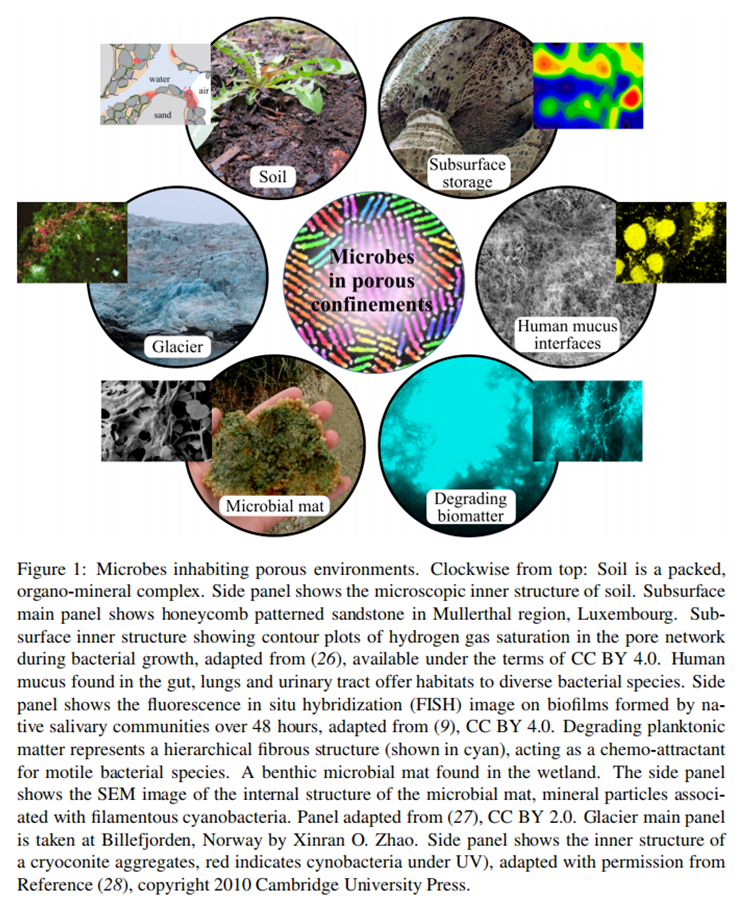 water
air
sand
Soil
Subsurface
storage
Glacier
Microbes
in porous
confinements
Human mucus
interfaces
Microbial mat
Degrading
biomatter
Figure 1: Microbes inhabiting porous environments. Clockwise from top: Soil is a packed,
organo-mineral complex. Side panel shows the microscopic inner structure of soil. Subsurface
main panel shows honeycomb patterned sandstone in Mullerthal region, Luxembourg. Sub-
surface inner structure showing contour plots of hydrogen gas saturation in the pore network
during bacterial growth, adapted from (26), available under the terms of CC BY 4.0. Human
mucus found in the gut, lungs and urinary tract offer habitats to diverse bacterial species. Side
panel shows the fluorescence in situ hybridization (FISH) image on biofilms formed by na-
tive salivary communities over 48 hours, adapted from (9), CC BY 4.0. Degrading planktonic
matter represents a hierarchical fibrous structure (shown in cyan), acting as a chemo-attractant
for motile bacterial species. A benthic microbial mat found in the wetland. The side panel
shows the SEM image of the internal structure of the microbial mat, mineral particles associ-
ated with filamentous cyanobacteria. Panel adapted from (27), CC BY 2.0. Glacier main panel
is taken at Billefjorden, Norway by Xinran O. Zhao. Side panel shows the inner structure of
a cryoconite aggregates, red indicates cynobacteria under UV), adapted with permission from
Reference (28), copyright 2010 Cambridge University Press.